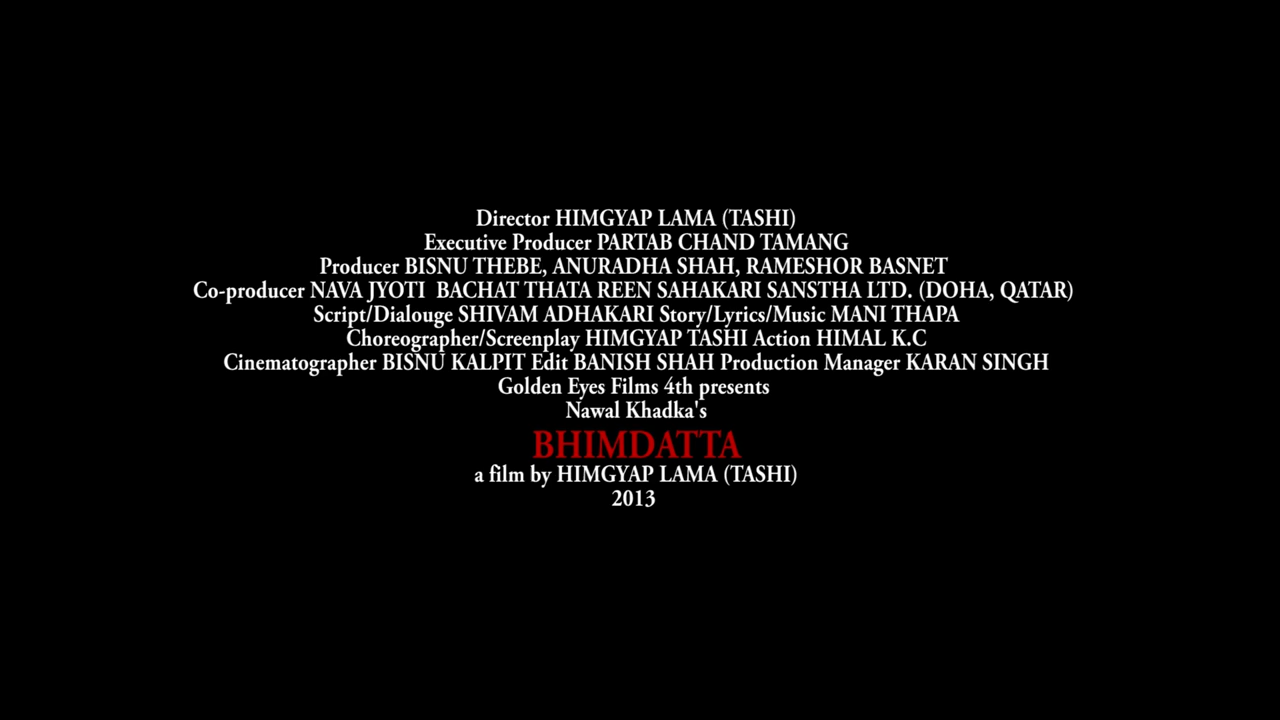 Director HIMGYAP LAMA (TASHI)
Executive Producer PARTAB CHAND TAMANG
Producer BISNU THEBE, ANURADHA SHAH, RAMESHOR BASNET
Co-producer NAVA JYOTI  BACHAT THATA REEN SAHAKARI SANSTHA LTD. (DOHA, QATAR)
Script/Dialouge SHIVAM ADHAKARI Story/Lyrics/Music MANI THAPA
Choreographer/Screenplay HIMGYAP TASHI Action HIMAL K.C
Cinematographer BISNU KALPIT Edit BANISH SHAH Production Manager KARAN SINGH
Golden Eyes Films 4th presents
Nawal Khadka's
BHIMDATTA
a film by HIMGYAP LAMA (TASHI)
2013